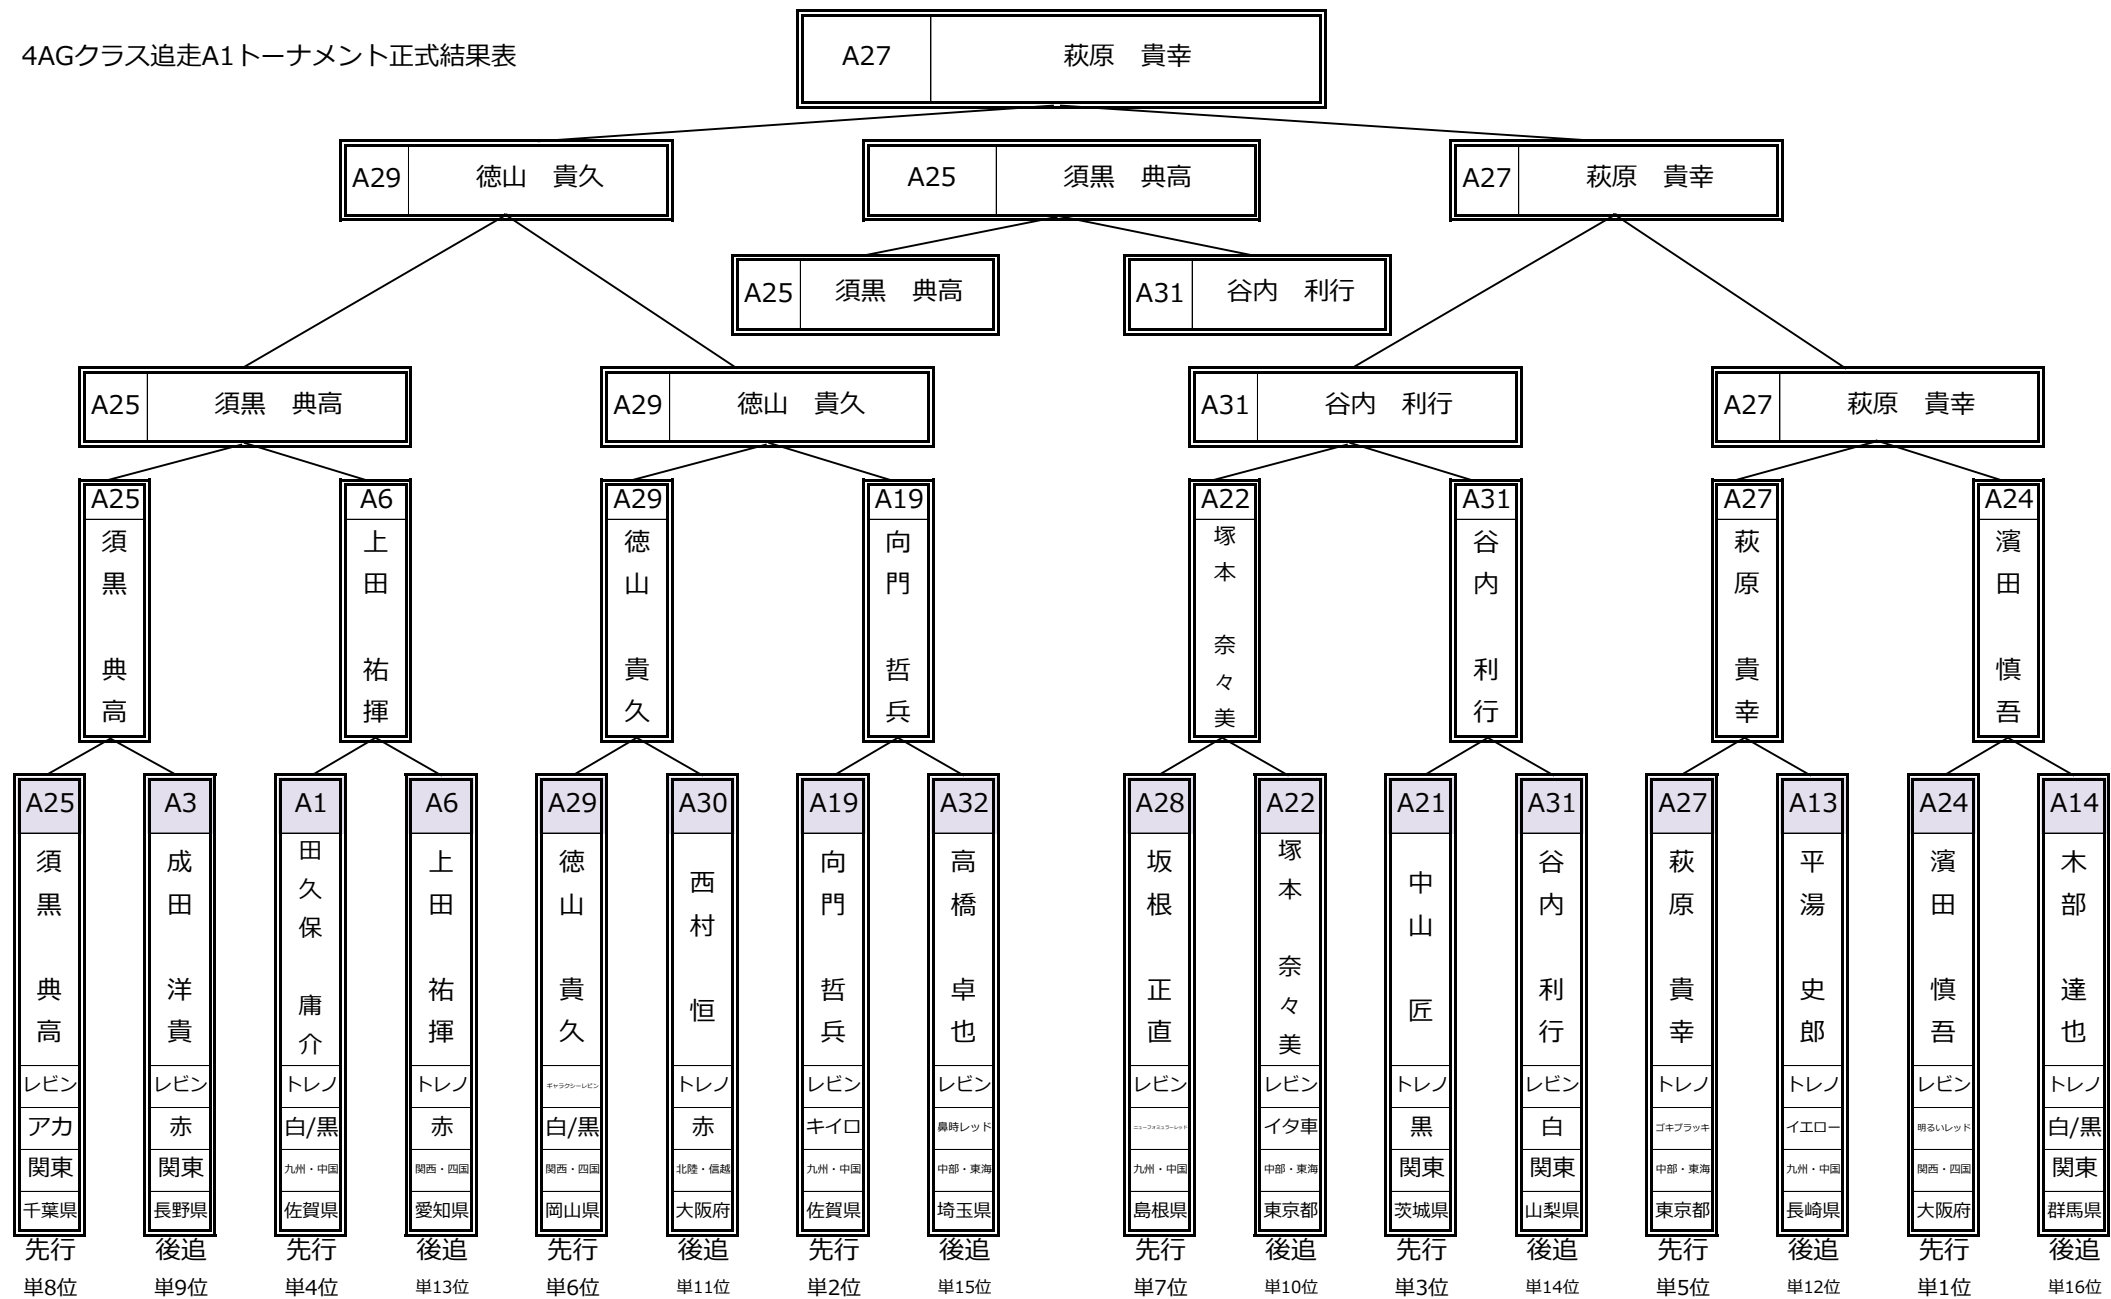 4AGクラス追走A1トーナメント正式結果表
A27 萩原 貴幸
A29 徳山 貴久
A25 須黒 典高
A27 萩原 貴幸
A25 須黒 典高
A31 谷内 利行
A25 須黒 典高
A29 徳山 貴久
A31 谷内 利行
A27 萩原 貴幸
A25 須黒 典高
A6 上田 祐揮
A29 徳山 貴久
A19 向門 哲兵
A22 塚本 奈々美
A31 谷内 利行
A27 萩原 貴幸
A24 濱田 慎吾
A25 A3 A1 A6 A29 A30 A19 A32 A28 A22 A21 A31 A27 A13 A24 A14
須黒 典高
成田 洋貴
田久保 庸介
上田 祐揮
徳山 貴久
西村 恒
向門 哲兵
高橋 卓也
坂根 正直
塚本 奈々美
中山 匠
谷内 利行
萩原 貴幸
平湯 史郎
濱田 慎吾
木部 達也
レビン レビン トレノ トレノ ギャラクシーレビン トレノ レビン レビン レビン レビン トレノ レビン トレノ トレノ レビン トレノ
アカ 赤 白/黒 赤 白/黒 赤 キイロ 鼻時レッド ニューフォミュラーレッド イタ車 黒 白 ゴキブラッキ イエロー 明るいレッド 白/黒
関東 関東 九州・中国 関西・四国 関西・四国 北陸・信越 九州・中国 中部・東海 九州・中国 中部・東海 関東 関東 中部・東海 九州・中国 関西・四国 関東
千葉県 長野県 佐賀県 愛知県 岡山県 大阪府 佐賀県 埼玉県 島根県 東京都 茨城県 山梨県 東京都 長崎県 大阪府 群馬県
先行 後追 先行 後追 先行 後追 先行 後追 先行 後追 先行 後追 先行 後追 先行 後追
単8位 単9位 単4位 単13位 単6位 単11位 単2位 単15位 単7位 単10位 単3位 単14位 単5位 単12位 単1位 単16位